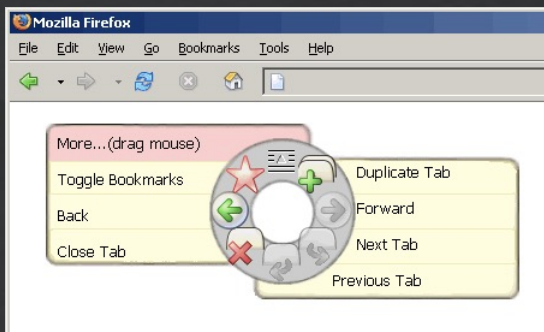 Mozilla Firefox
File Edit View Go Bookmarks Tools Help
More...(drag mouse)
Toggle Bookmarks
Back
Close Tab
Duplicate Tab
Forward
Next Tab
Previous Tab